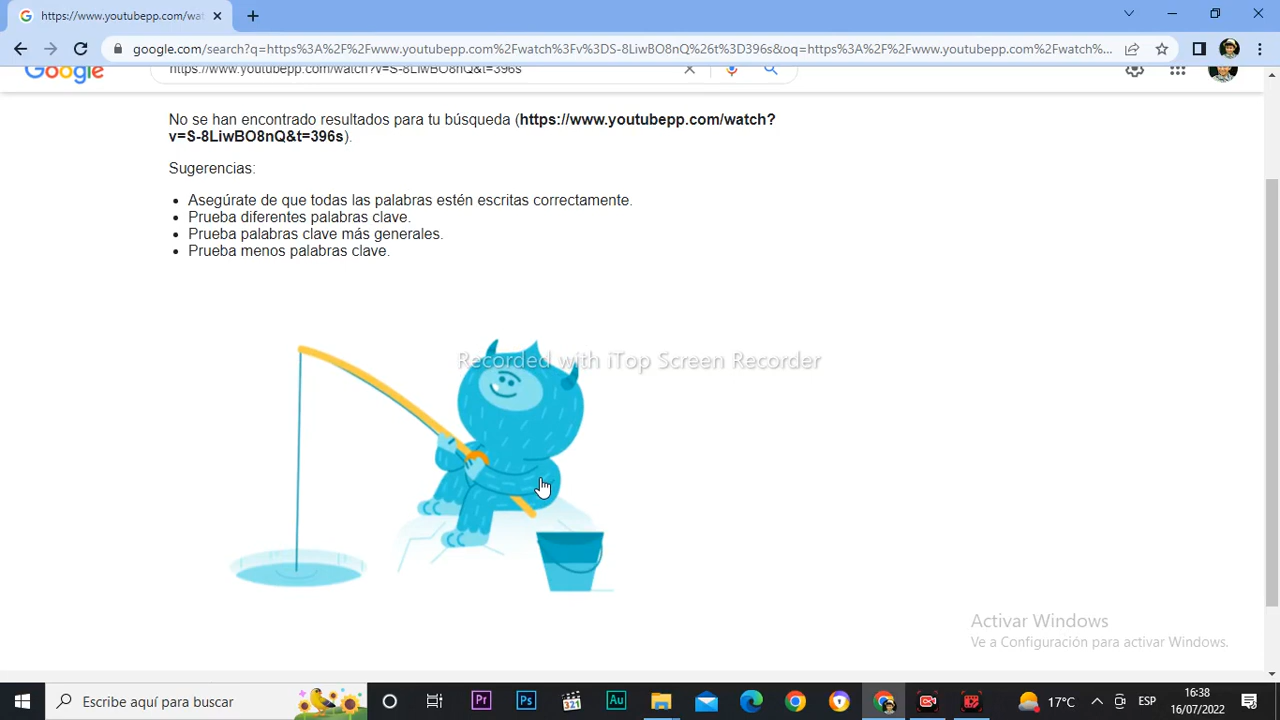 https://www.youtubepp.com/wat
google.com/search?q=https%3A%2F%2Fwww.youtubepp.com%2Fwatch%3Fv%3DS-8LiwBO8nQ%26t%3D396s&oq=https%3A%2F%2Fwww.youtubepp.com%2Fwatch%...
Google
https://www.youtubepp.com/watch?v=S-8LiwBO8nQ&t=396s
No se han encontrado resultados para tu búsqueda (https://www.youtubepp.com/watch?
v=S-8LiwBO8nQ&t=396s).
Sugerencias:
Asegúrate de que todas las palabras estén escritas correctamente.
Prueba diferentes palabras clave.
Prueba palabras clave más generales.
Prueba menos palabras clave.
Recorded with iTop Screen Recorder
Activar Windows
Ve a Configuración para activar Windows.
Escribe aquí para buscar
Pr
Ps
321
Au
17°C
ESP
16:38
16/07/2022